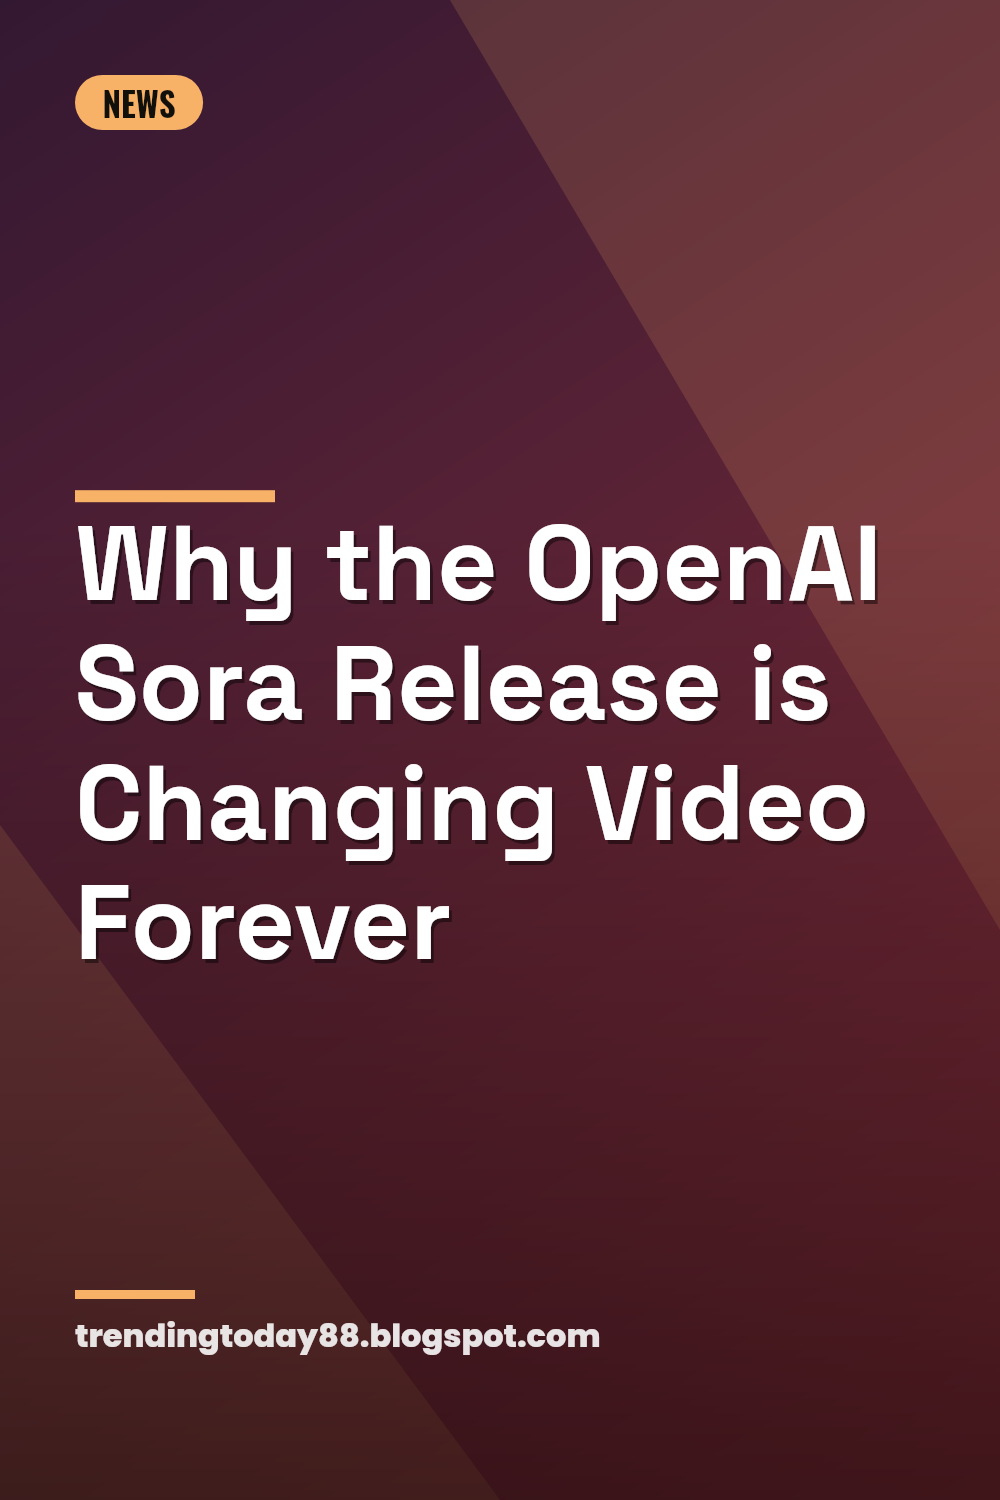 NEWS
Why the OpenAI
Sora Release is
Changing Video
Forever
trendingtoday88.blogspot.com